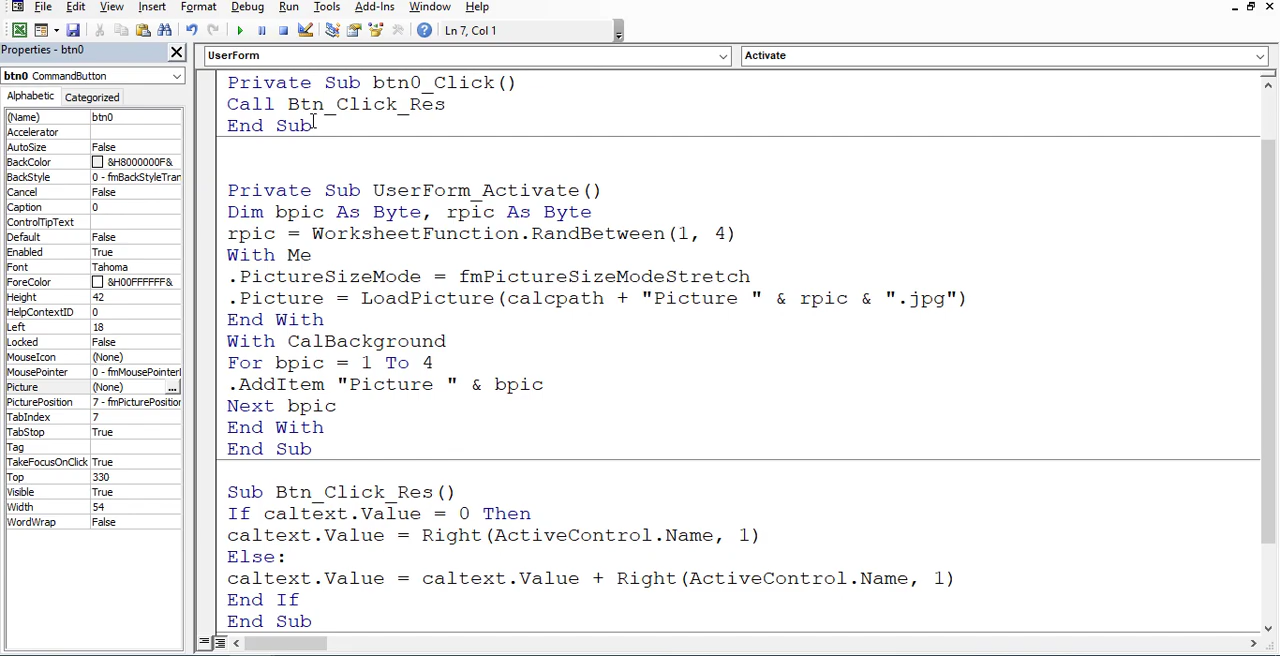 File Edit View Insert Format Debug Run Tools Add-Ins Window Help
Ln 7, Col 1
Properties - btn0
btn0 CommandButton
Alphabetic Categorized
(Name) btn0
Accelerator
AutoSize False
BackColor &H8000000F&
BackStyle 0 - fmBackStyleTran
Cancel False
Caption 0
ControlTipText
Default False
Enabled True
Font Tahoma
ForeColor &H00FFFFFF&
Height 42
HelpContextID 0
Left 18
Locked False
MouseIcon (None)
MousePointer 0 - fmMousePointerI
Picture (None) ...
PicturePosition 7 - fmPicturePosition
TabIndex 7
TabStop True
Tag
TakeFocusOnClick True
Top 330
Visible True
Width 54
WordWrap False
UserForm Activate
Private Sub btn0_Click()
Call Btn_Click_Res
End Sub
Private Sub UserForm_Activate()
Dim bpic As Byte, rpic As Byte
rpic = WorksheetFunction.RandBetween(1, 4)
With Me
.PictureSizeMode = fmPictureSizeModeStretch
.Picture = LoadPicture(calcpath + "Picture " & rpic & ".jpg")
End With
With CalBackground
For bpic = 1 To 4
.AddItem "Picture " & bpic
Next bpic
End With
End Sub
Sub Btn_Click_Res()
If caltext.Value = 0 Then
caltext.Value = Right(ActiveControl.Name, 1)
Else:
caltext.Value = caltext.Value + Right(ActiveControl.Name, 1)
End If
End Sub